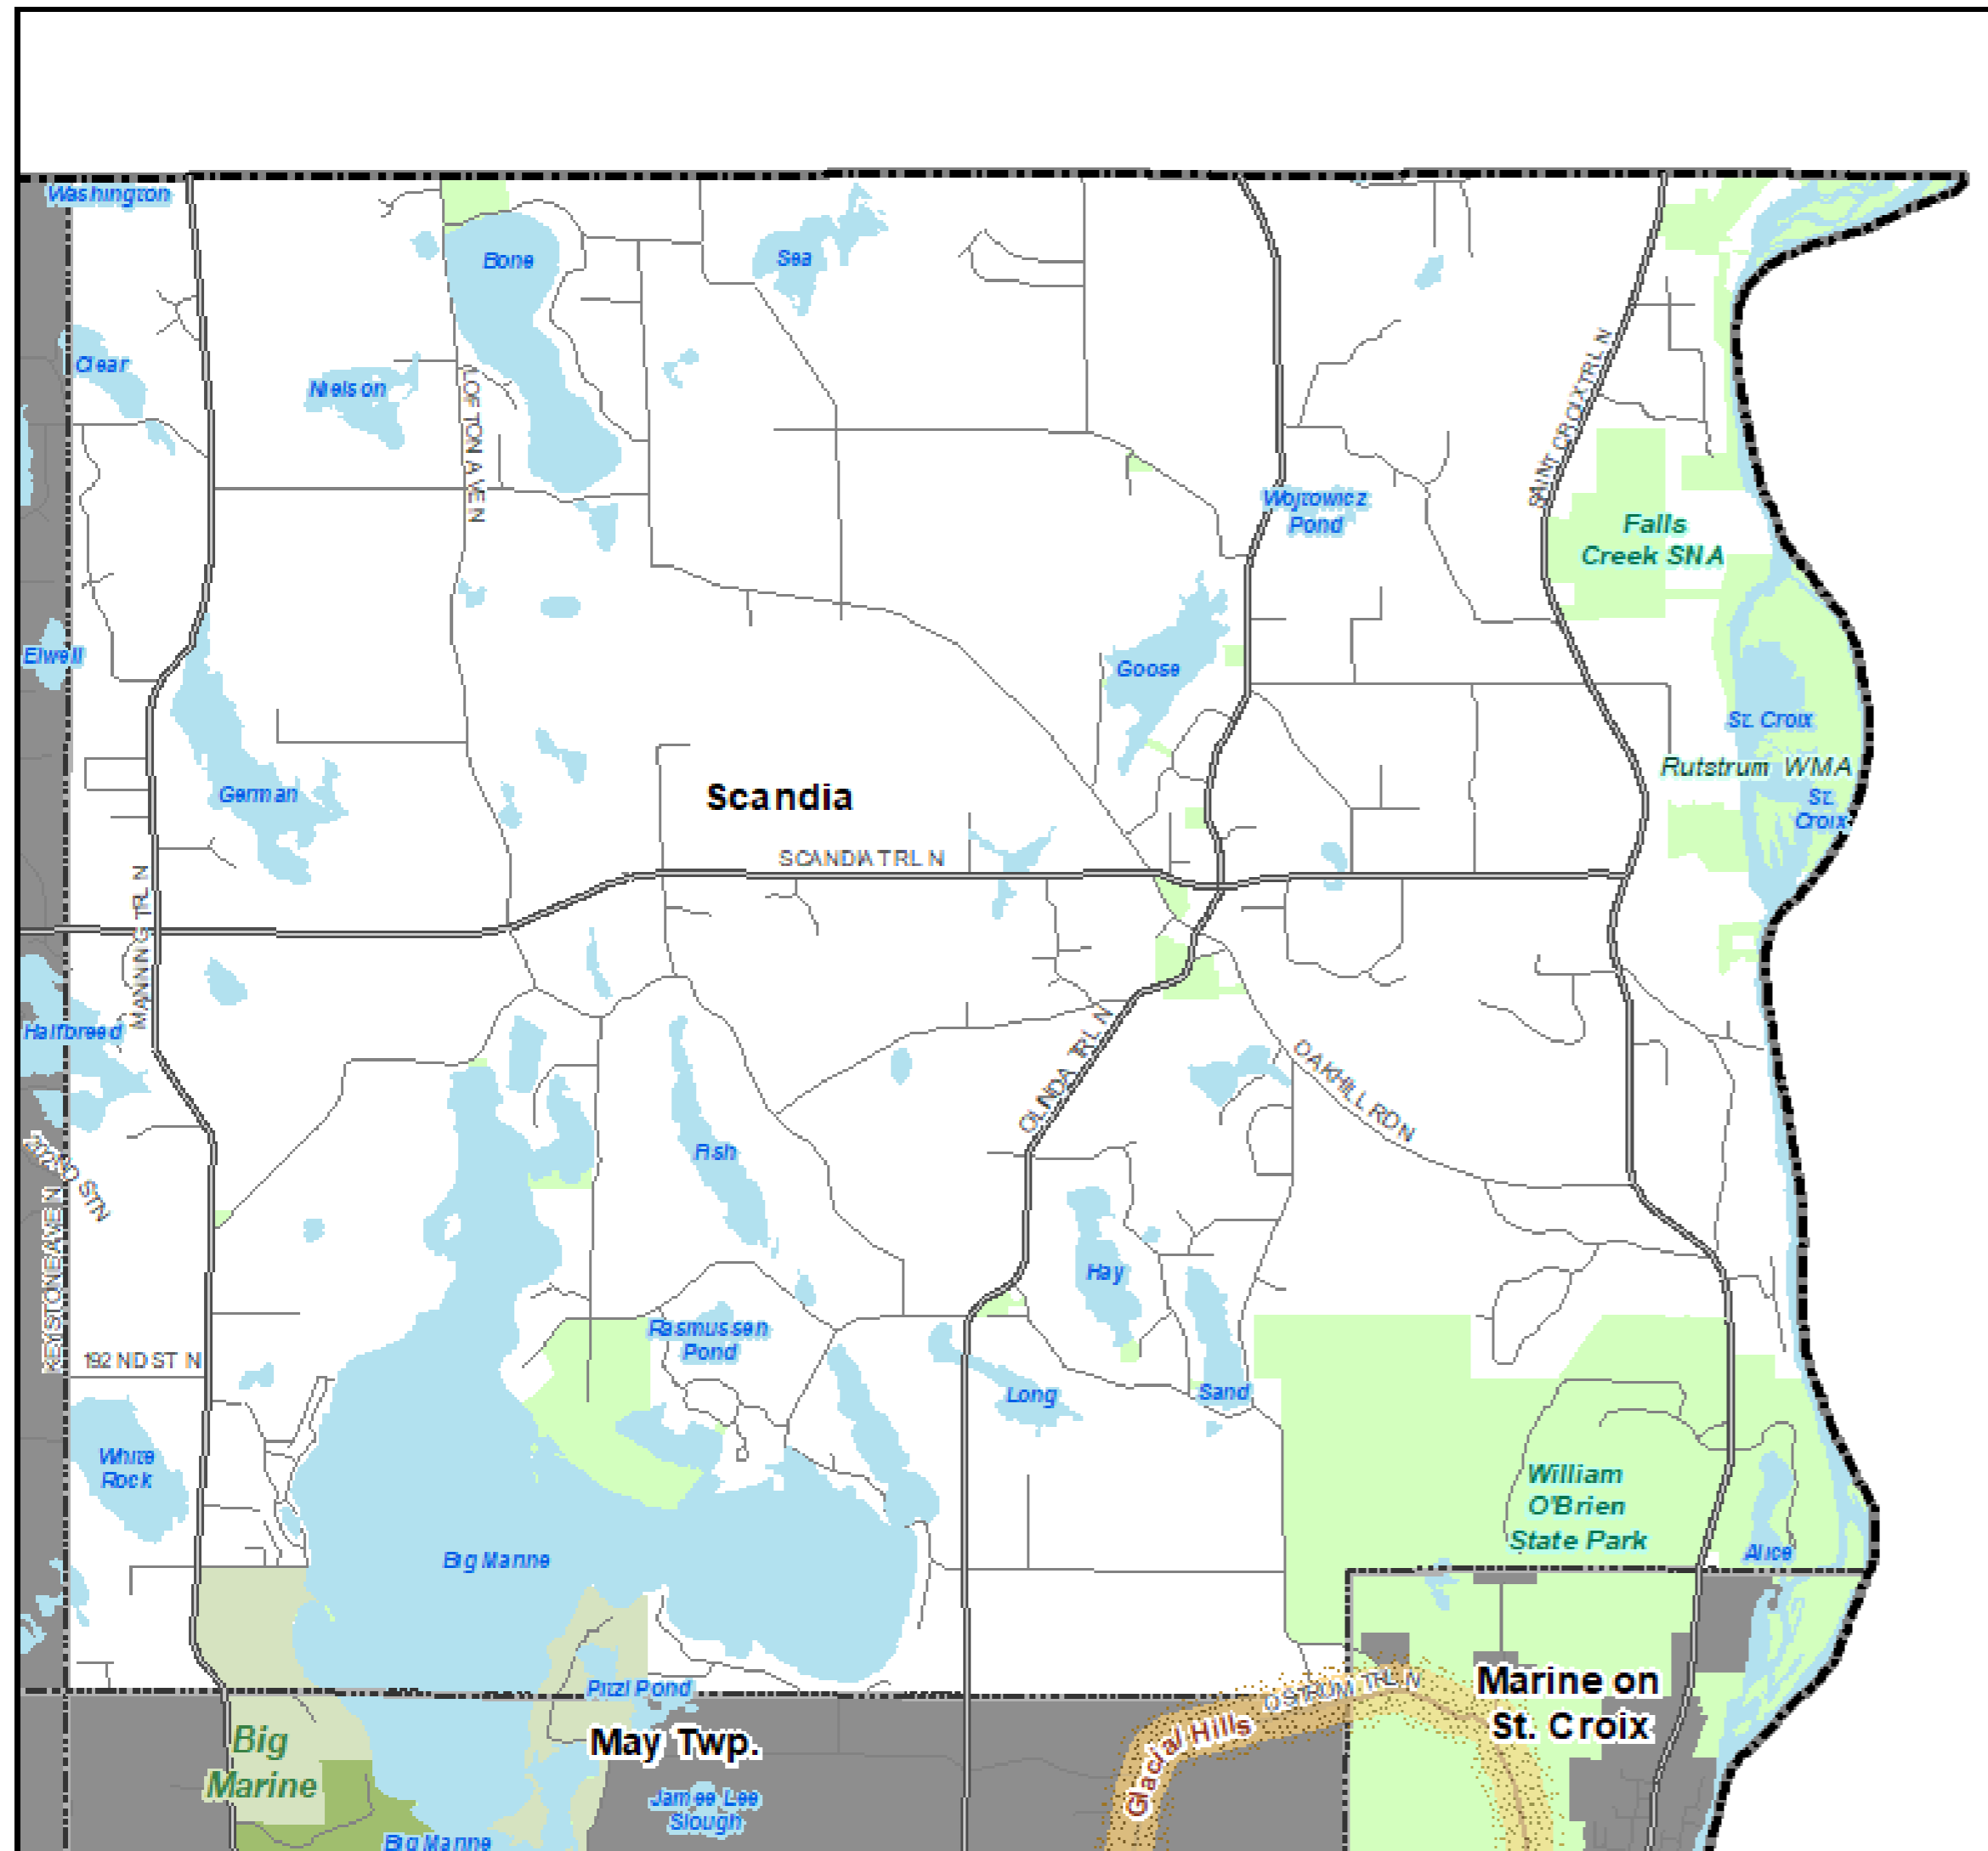 Washington
Bone
Sea
Clear
Nielson
LOFTON AVE N
SAINT CROIX TRL N
Wojtowicz
Pond
Falls
Creek SNA
Elwell
Goose
St. Croix
Rutstrum WMA
St.
Croix
German
Scandia
SCANDIA TRL N
MANNING TRL N
Halfbreed
OLINDA TRL N
OAKHILL RD N
Fish
KEYSTONE AVE N
Hay
Rasmussen
Pond
192ND ST N
Long
Sand
White
Rock
William
O'Brien
State Park
Big Marine
Alice
Pitzl Pond
OSTRUM TRL N
Marine on
St. Croix
Big
Marine
May Twp.
Glacial Hills
James Lee
Slough
Big Marine